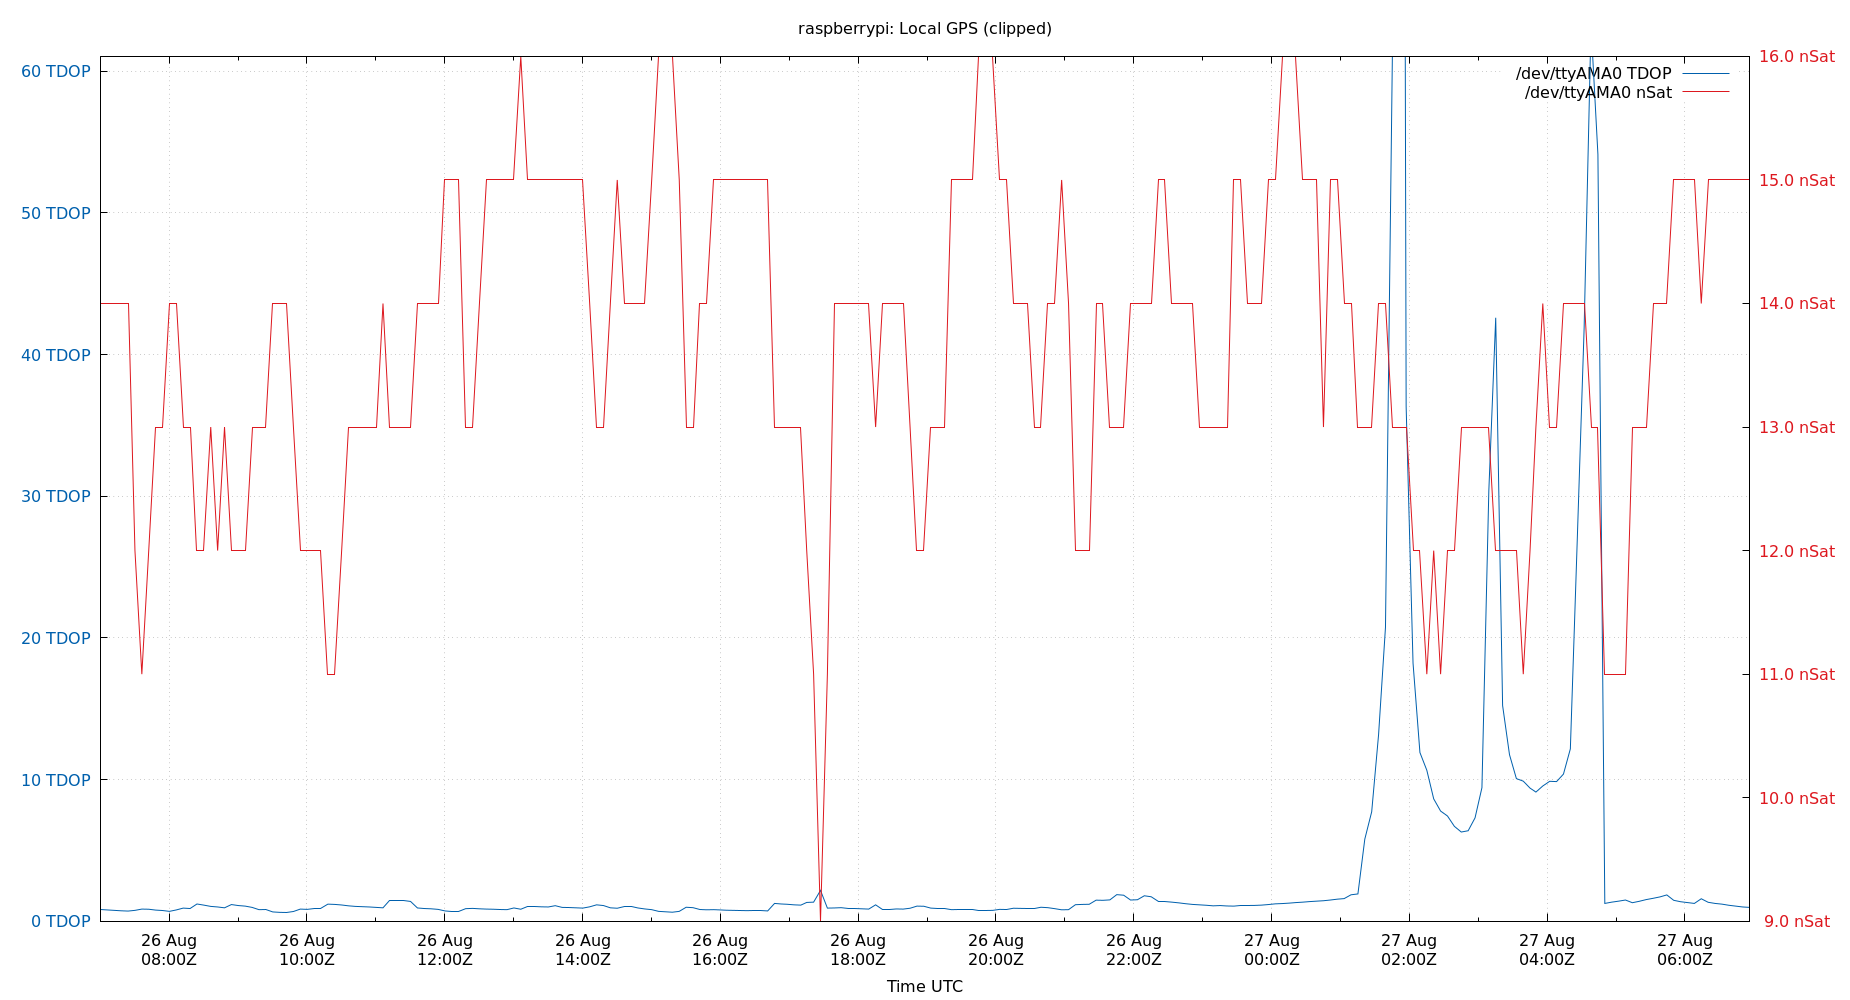 raspberrypi: Local GPS (clipped)
60 TDOP
50 TDOP
40 TDOP
30 TDOP
20 TDOP
10 TDOP
0 TDOP
16.0 nSat
15.0 nSat
14.0 nSat
13.0 nSat
12.0 nSat
11.0 nSat
10.0 nSat
9.0 nSat
/dev/ttyAMA0 TDOP
/dev/ttyAMA0 nSat
26 Aug
08:00Z
26 Aug
10:00Z
26 Aug
12:00Z
26 Aug
14:00Z
26 Aug
16:00Z
26 Aug
18:00Z
26 Aug
20:00Z
26 Aug
22:00Z
27 Aug
00:00Z
27 Aug
02:00Z
27 Aug
04:00Z
27 Aug
06:00Z
Time UTC